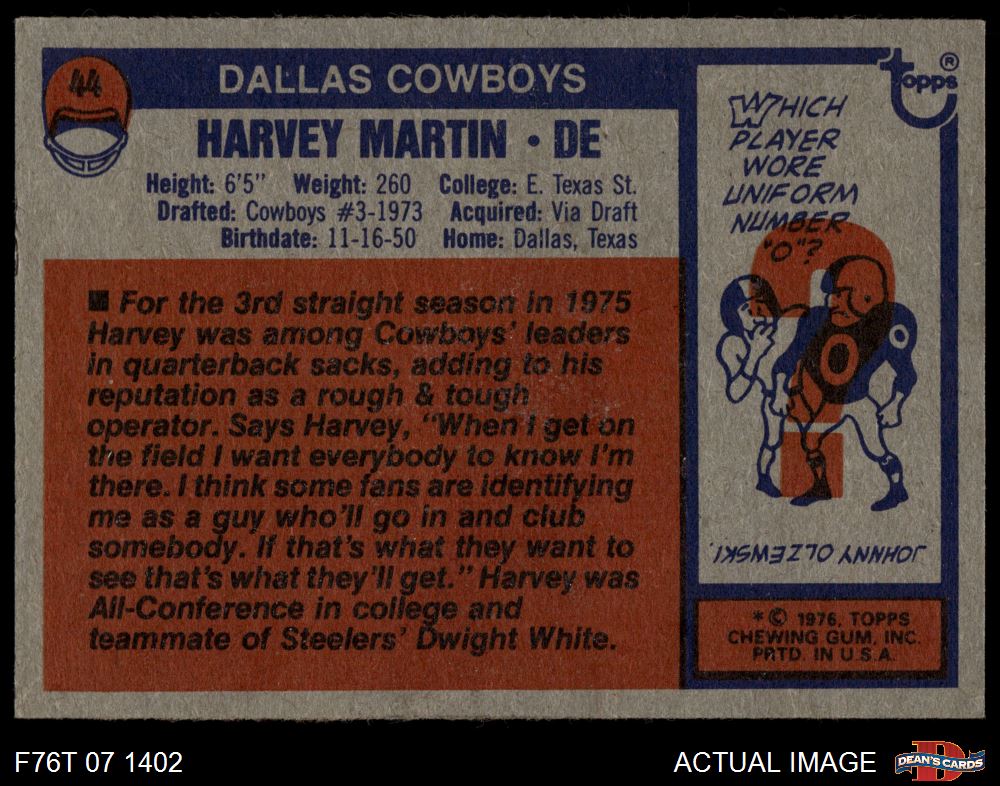 44
DALLAS COWBOYS
HARVEY MARTIN • DE
Height: 6'5" Weight: 260 College: E. Texas St.
Drafted: Cowboys #3-1973 Acquired: Via Draft
Birthdate: 11-16-50 Home: Dallas, Texas
■ For the 3rd straight season in 1975
Harvey was among Cowboys' leaders
in quarterback sacks, adding to his
reputation as a rough & tough
operator. Says Harvey, "When I get on
the field I want everybody to know I'm
there. I think some fans are identifying
me as a guy who'll go in and club
somebody. If that's what they want to
see that's what they'll get." Harvey was
All-Conference in college and
teammate of Steelers' Dwight White.
Topps®
WHICH
PLAYER
WORE
UNIFORM
NUMBER
"0"?
0
0
JOHNNY OLZEWSKI.
*© 1976, TOPPS
CHEWING GUM, INC.
PRTD. IN U.S.A.
F76T 07 1402
ACTUAL IMAGE
D
DEAN'S CARDS